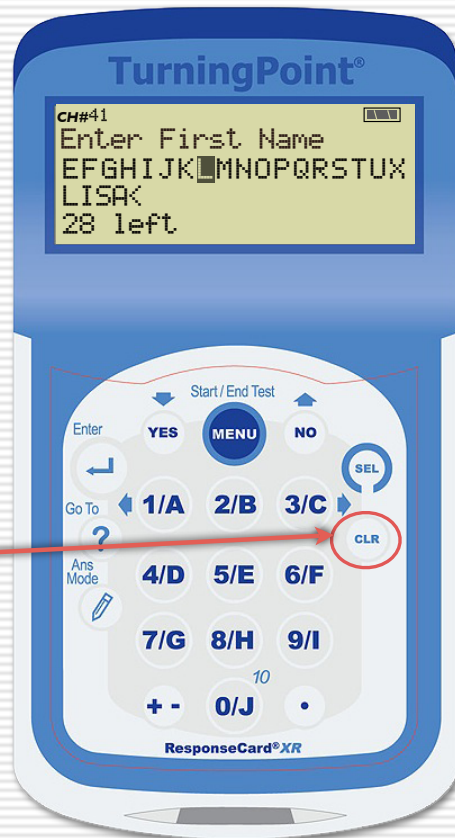 TurningPoint®
CH#41
Enter First Name
EFGHIJKLMNOPQRSTUX
LISA<
28 left
Start / End Test
Enter
YES
MENU
NO
SEL
Go To
1/A
2/B
3/C
?
CLR
Ans
Mode
4/D
5/E
6/F
7/G
8/H
9/I
10
+ -
0/J
•
ResponseCard®XR